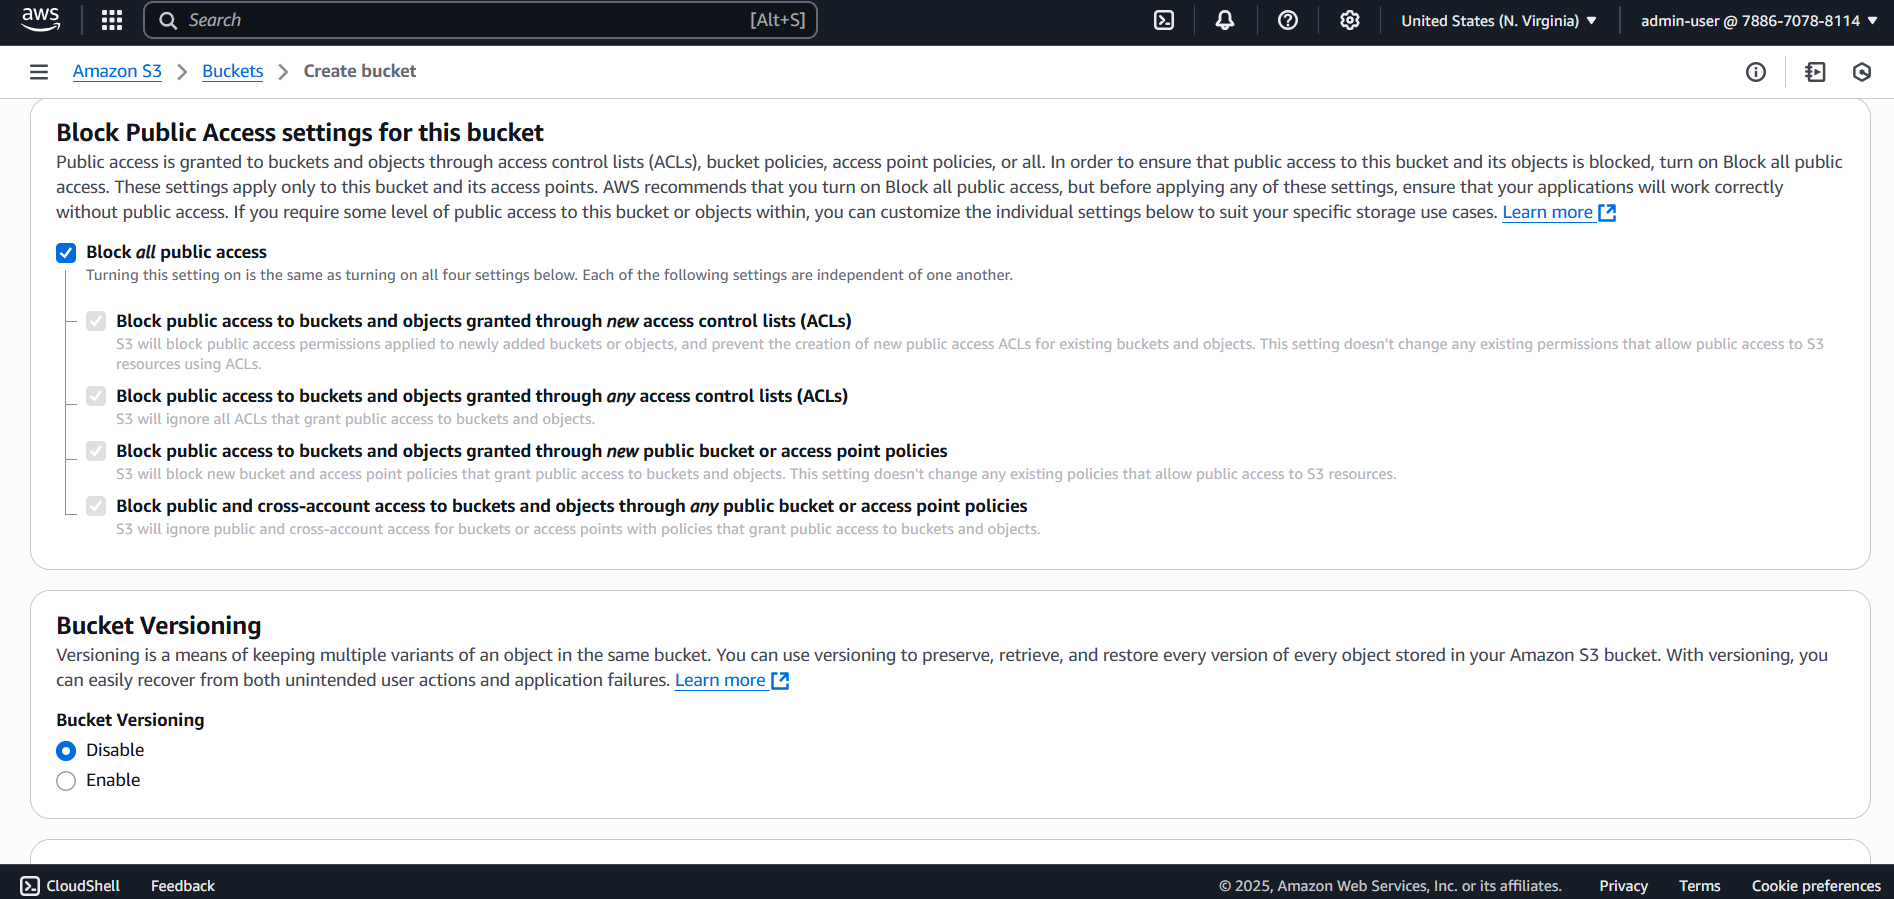 aws
Search [Alt+S]
United States (N. Virginia)
admin-user @ 7886-7078-8114
Amazon S3 > Buckets > Create bucket
Block Public Access settings for this bucket
Public access is granted to buckets and objects through access control lists (ACLs), bucket policies, access point policies, or all. In order to ensure that public access to this bucket and its objects is blocked, turn on Block all public
access. These settings apply only to this bucket and its access points. AWS recommends that you turn on Block all public access, but before applying any of these settings, ensure that your applications will work correctly
without public access. If you require some level of public access to this bucket or objects within, you can customize the individual settings below to suit your specific storage use cases. Learn more
Block all public access
Turning this setting on is the same as turning on all four settings below. Each of the following settings are independent of one another.
Block public access to buckets and objects granted through new access control lists (ACLs)
S3 will block public access permissions applied to newly added buckets or objects, and prevent the creation of new public access ACLs for existing buckets and objects. This setting doesn't change any existing permissions that allow public access to S3
resources using ACLs.
Block public access to buckets and objects granted through any access control lists (ACLs)
S3 will ignore all ACLs that grant public access to buckets and objects.
Block public access to buckets and objects granted through new public bucket or access point policies
S3 will block new bucket and access point policies that grant public access to buckets and objects. This setting doesn't change any existing policies that allow public access to S3 resources.
Block public and cross-account access to buckets and objects through any public bucket or access point policies
S3 will ignore public and cross-account access for buckets or access points with policies that grant public access to buckets and objects.
Bucket Versioning
Versioning is a means of keeping multiple variants of an object in the same bucket. You can use versioning to preserve, retrieve, and restore every version of every object stored in your Amazon S3 bucket. With versioning, you
can easily recover from both unintended user actions and application failures. Learn more
Bucket Versioning
Disable
Enable
CloudShell Feedback © 2025, Amazon Web Services, Inc. or its affiliates. Privacy Terms Cookie preferences